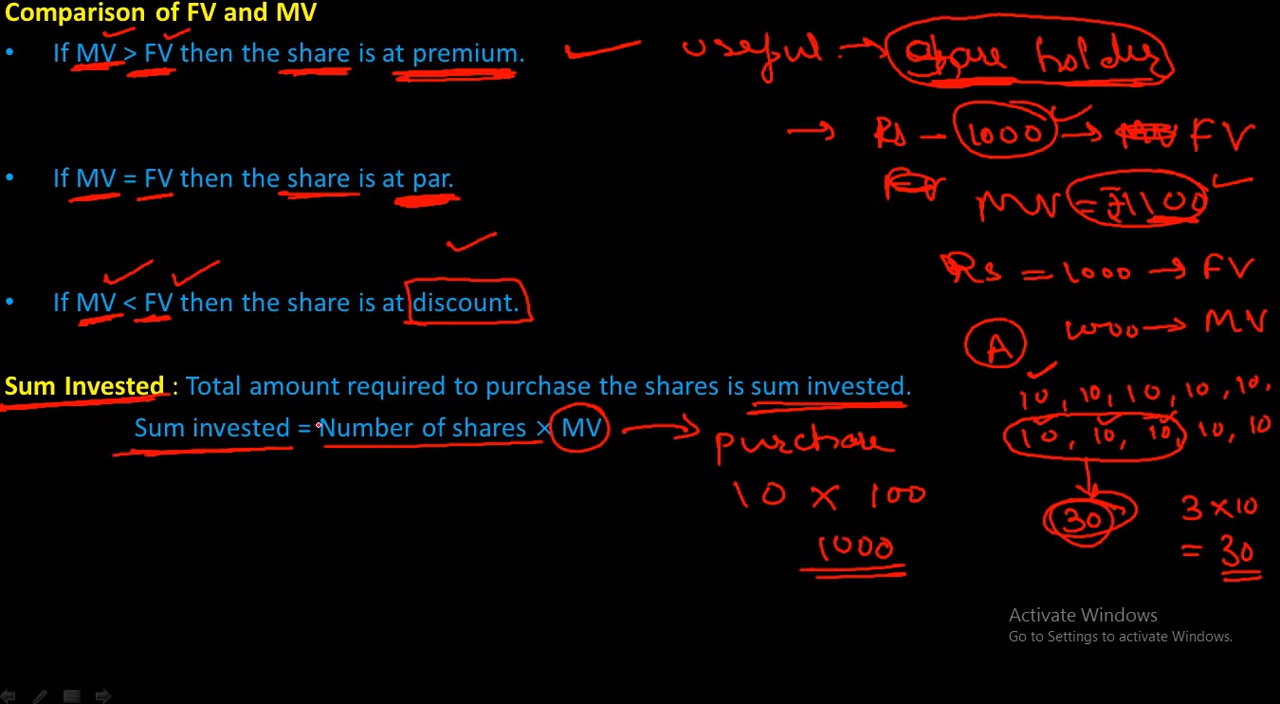 Comparison of FV and MV
• If MV > FV then the share is at premium.
useful → share holder
→ Rs – 1000 → FV
• If MV = FV then the share is at par.
MV = ₹1100
Rs = 1000 → FV
• If MV < FV then the share is at discount.
A 1000 → MV
Sum Invested : Total amount required to purchase the shares is sum invested.
10, 10, 10, 10, 10,
Sum invested = Number of shares × MV → purchase
10, 10, 10, 10, 10
10 × 100
1000
30
3 × 10
= 30
Activate Windows
Go to Settings to activate Windows.